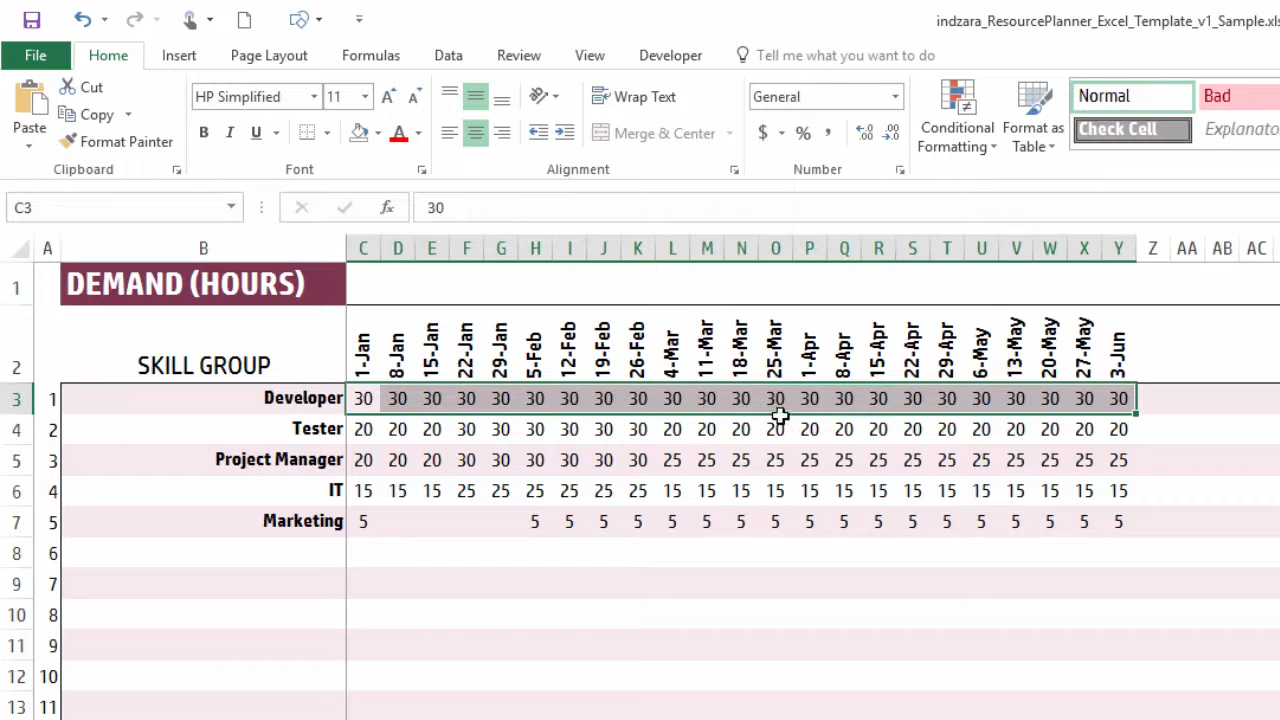 indzara_ResourcePlanner_Excel_Template_v1_Sample.xls
File Home Insert Page Layout Formulas Data Review View Developer Tell me what you want to do
Paste
Cut
Copy
Format Painter
Clipboard
HP Simplified 11
B I U
Font
Wrap Text
Merge & Center
Alignment
General
$ % ,
Number
Conditional Formatting
Format as Table
Normal Bad
Check Cell Explanato
C3 fx 30
A B C D E F G H I J K L M N O P Q R S T U V W X Y Z AA AB AC
1 DEMAND (HOURS)
2 SKILL GROUP 1-Jan 8-Jan 15-Jan 22-Jan 29-Jan 5-Feb 12-Feb 19-Feb 26-Feb 4-Mar 11-Mar 18-Mar 25-Mar 1-Apr 8-Apr 15-Apr 22-Apr 29-Apr 6-May 13-May 20-May 27-May 3-Jun
3 1 Developer 30 30 30 30 30 30 30 30 30 30 30 30 30 30 30 30 30 30 30 30 30 30 30
4 2 Tester 20 20 20 30 30 30 30 30 30 20 20 20 20 20 20 20 20 20 20 20 20 20 20
5 3 Project Manager 20 20 20 30 30 30 30 30 30 25 25 25 25 25 25 25 25 25 25 25 25 25 25
6 4 IT 15 15 15 25 25 25 25 25 25 15 15 15 15 15 15 15 15 15 15 15 15 15 15
7 5 Marketing 5 5 5 5 5 5 5 5 5 5 5 5 5 5 5 5 5 5 5
8 6
9 7
10 8
11 9
12 10
13 11